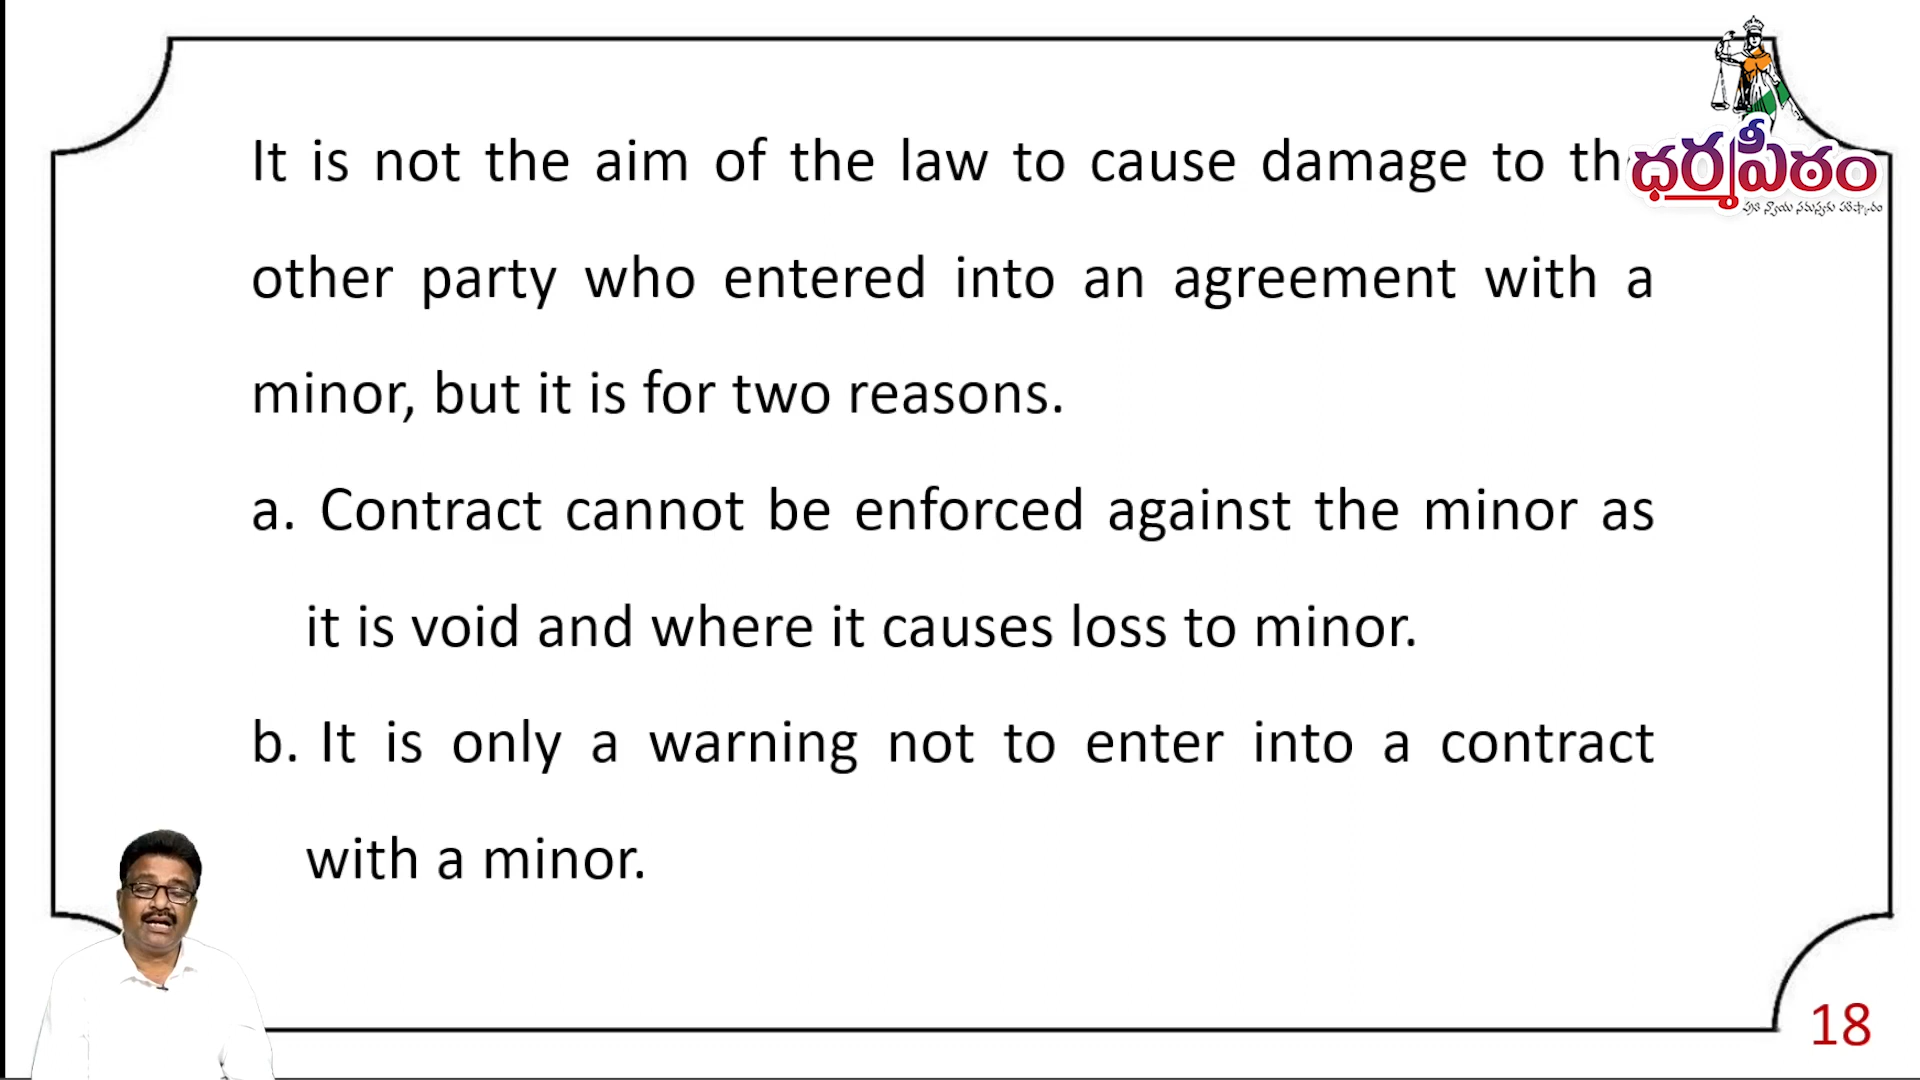 It is not the aim of the law to cause damage to th
ధర్మపీఠం
other party who entered into an agreement with a
minor, but it is for two reasons.
a. Contract cannot be enforced against the minor as
it is void and where it causes loss to minor.
b. It is only a warning not to enter into a contract
with a minor.
18